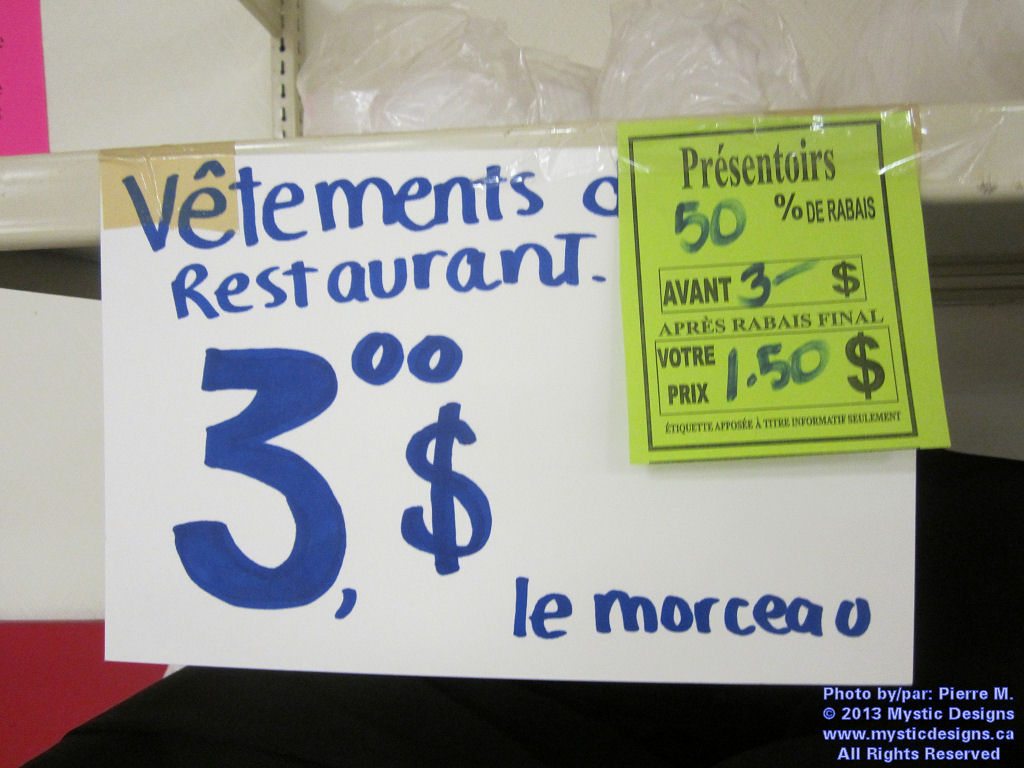 Vêtements
Restaurant.
3,00 $
le morceau
Présentoirs
50 % DE RABAIS
AVANT 3- $
APRÈS RABAIS FINAL
VOTRE PRIX 1.50 $
ÉTIQUETTE APPOSÉE À TITRE INFORMATIF SEULEMENT
Photo by/par: Pierre M.
© 2013 Mystic Designs
www.mysticdesigns.ca
All Rights Reserved